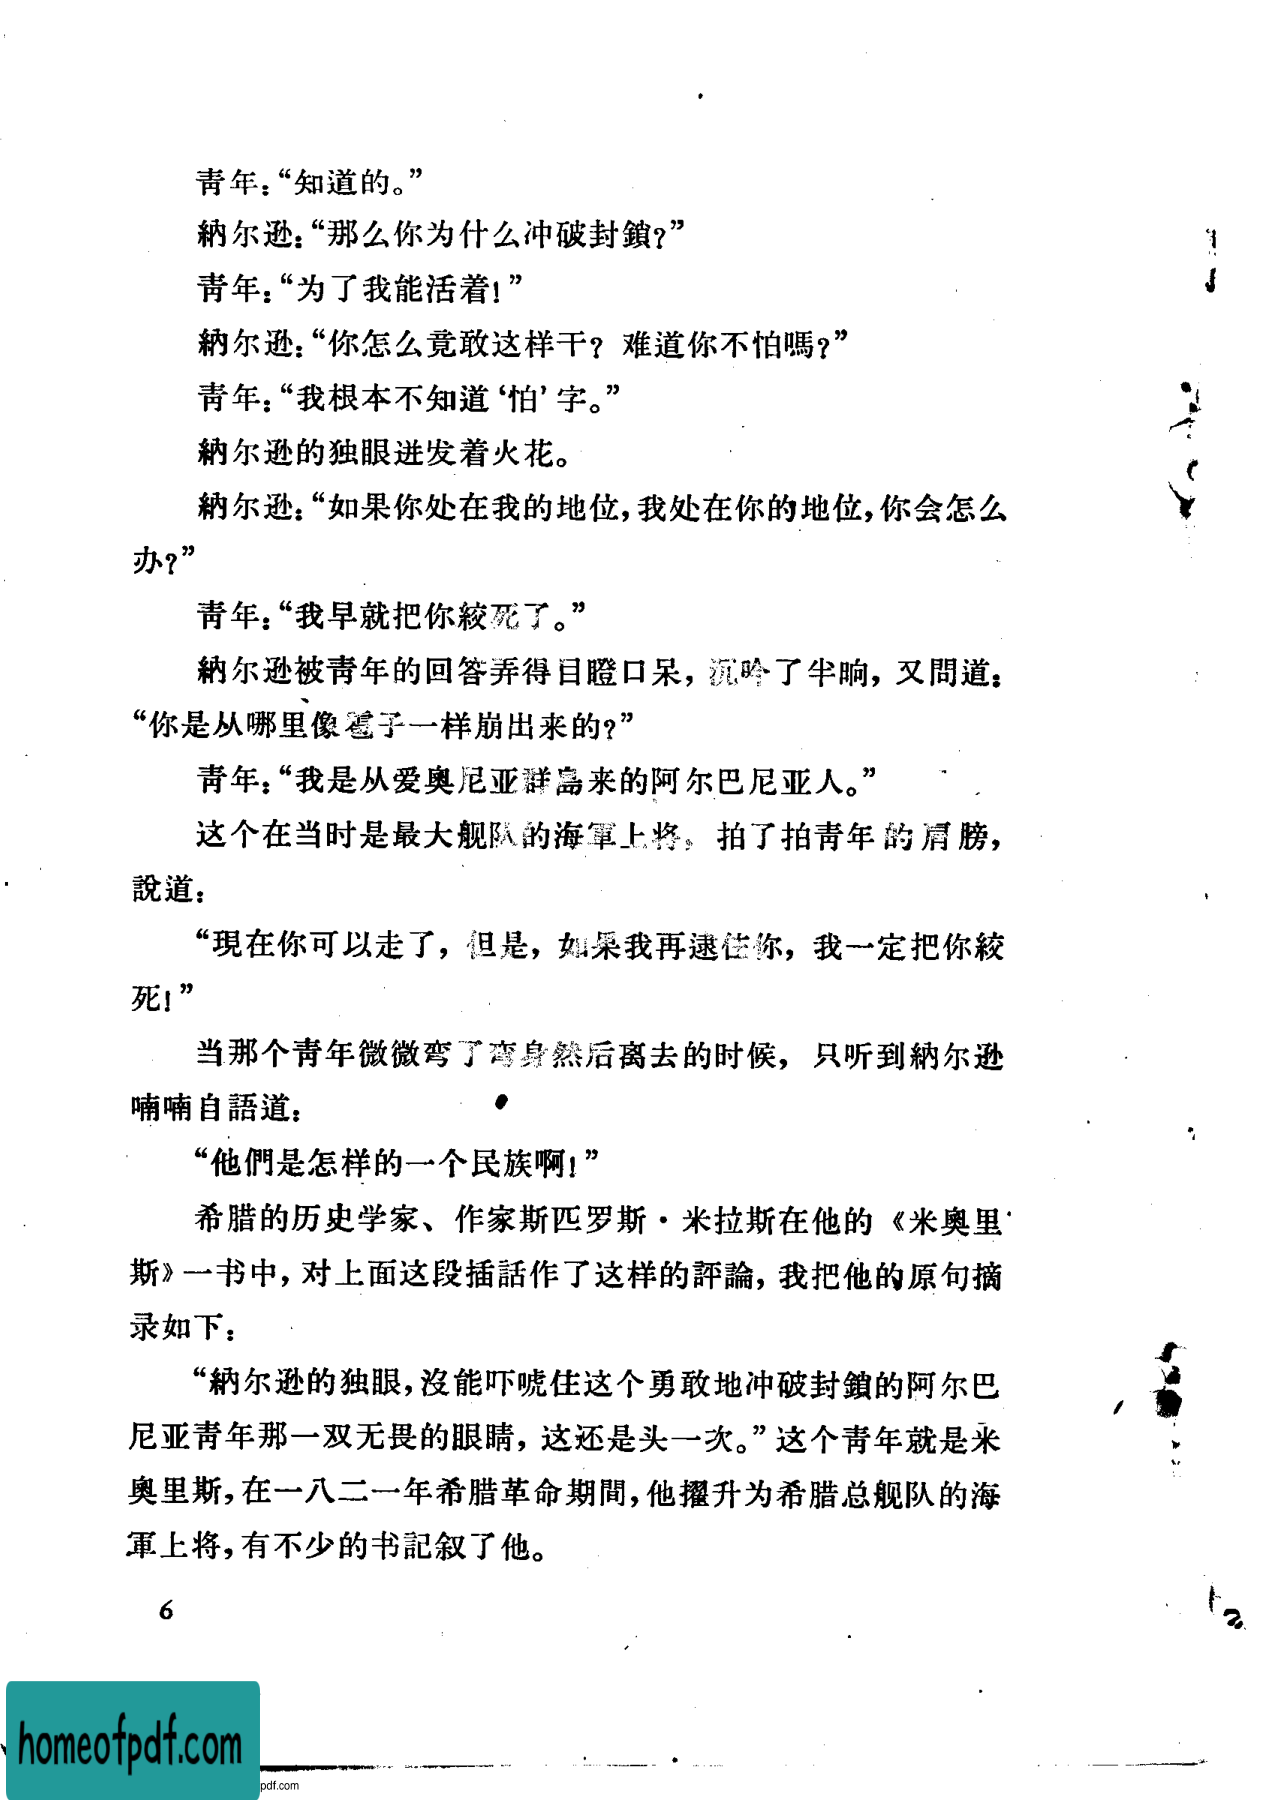 青年：“知道的。”
納尔逊：“那么你为什么冲破封鎖？”
青年：“为了我能活着！”
納尔逊：“你怎么竟敢这样干？难道你不怕嗎？”
青年：“我根本不知道‘怕’字。”
納尔逊的独眼迸发着火花。
納尔逊：“如果你处在我的地位，我处在你的地位，你会怎么
办？”
青年：“我早就把你絞死了。”
納尔逊被青年的回答弄得目瞪口呆，沉吟了半晌，又問道：
“你是从哪里像雹子一样崩出来的？”
青年：“我是从爱奥尼亚群島来的阿尔巴尼亚人。”
这个在当时是最大舰队的海軍上将，拍了拍青年的肩膀，
說道：
“現在你可以走了，但是，如果我再逮住你，我一定把你絞
死！”
当那个青年微微弯了弯身然后离去的时候，只听到納尔逊
喃喃自語道：
“他們是怎样的一个民族啊！”
希腊的历史学家、作家斯匹罗斯·米拉斯在他的《米奥里
斯》一书中，对上面这段插話作了这样的評論，我把他的原句摘
录如下：
“納尔逊的独眼，沒能吓唬住这个勇敢地冲破封鎖的阿尔巴
尼亚青年那一双无畏的眼睛，这还是头一次。”这个青年就是米
奥里斯，在一八二一年希腊革命期間，他擢升为希腊总舰队的海
軍上将，有不少的书記叙了他。
6
homeofpdf.com
pdf.com